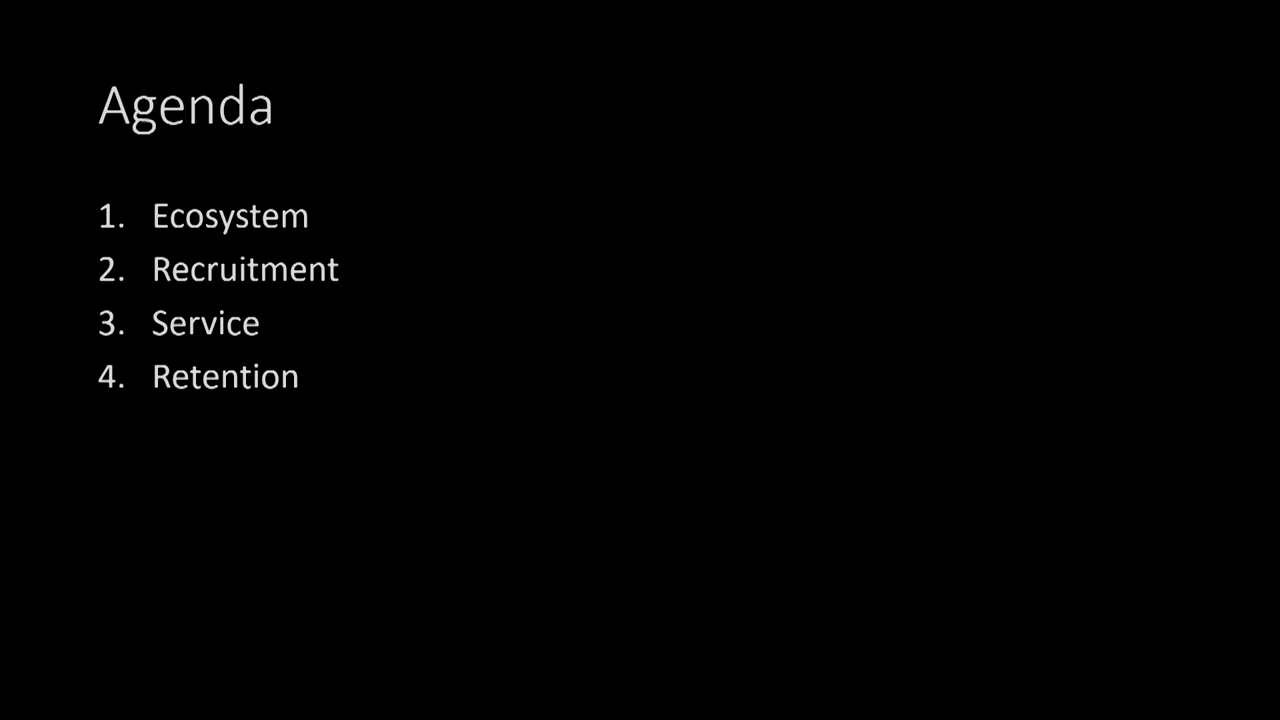 Agenda
1. Ecosystem
2. Recruitment
3. Service
4. Retention